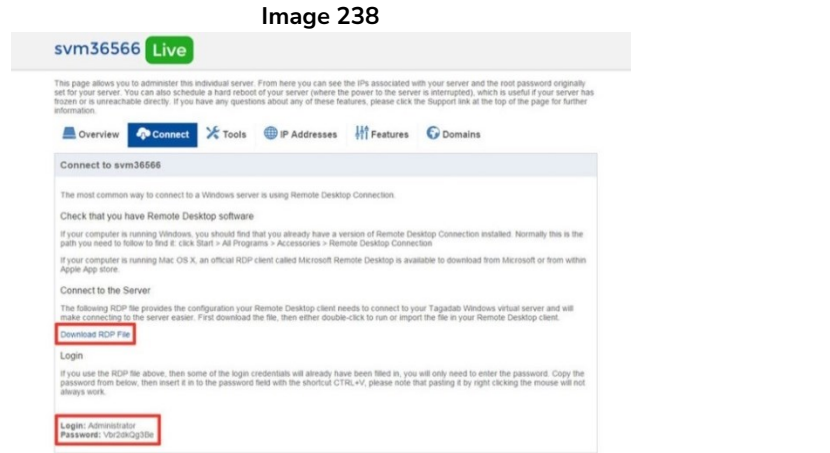 Image 238
svm36566 Live
This page allows you to administer this individual server. From here you can see the IPs associated with your server and the root password originally
set for your server. You can also schedule a hard reboot of your server (where the power to the server is interrupted), which is useful if your server has
frozen or is unreachable directly. If you have any questions about any of these features, please click the Support link at the top of the page for further
information.
Overview Connect Tools IP Addresses Features Domains
Connect to svm36566
The most common way to connect to a Windows server is using Remote Desktop Connection.
Check that you have Remote Desktop software
If your computer is running Windows, you should find that you already have a version of Remote Desktop Connection installed. Normally this is the
path you need to follow to find it: click Start > All Programs > Accessories > Remote Desktop Connection
If your computer is running Mac OS X, an official RDP client called Microsoft Remote Desktop is available to download from Microsoft or from within
Apple App store.
Connect to the Server
The following RDP file provides the configuration your Remote Desktop client needs to connect to your Tagadab Windows virtual server and will
make connecting to the server easier. First download the file, then either double-click to run or import the file in your Remote Desktop client.
Download RDP File
Login
If you use the RDP file above, then some of the login credentials will already have been filled in, you will only need to enter the password. Copy the
password from below, then insert it in to the password field with the shortcut CTRL+V, please note that pasting it by right clicking the mouse will not
always work.
Login: Administrator
Password: Vbr2dkQg3Be